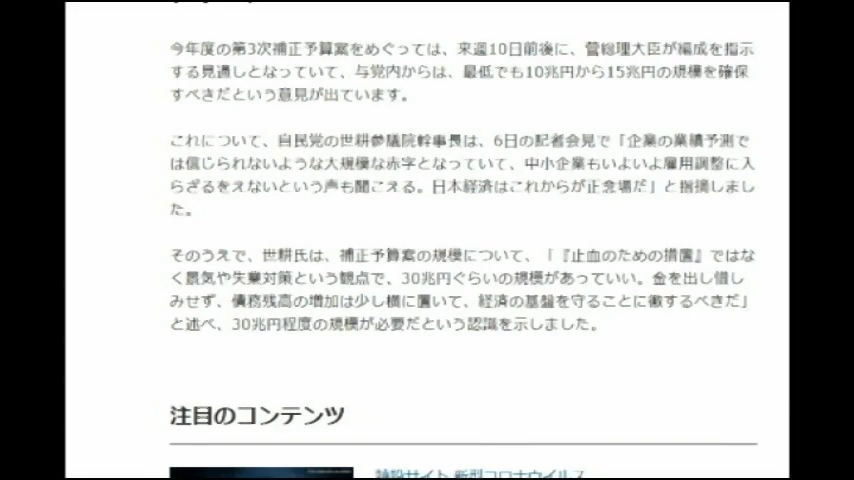 今年度の第3次補正予算案をめぐっては、来週10日前後に、菅総理大臣が編成を指示
する見通しとなっていて、与党内からは、最低でも10兆円から15兆円の規模を確保
すべきだという意見が出ています。
これについて、自民党の世耕参議院幹事長は、6日の記者会見で「企業の業績予測で
は信じられないような大規模な赤字となっていて、中小企業もいよいよ雇用調整に入
らざるをえないという声も聞こえる。日本経済はこれからが正念場だ」と指摘しまし
た。
そのうえで、世耕氏は、補正予算案の規模について、「『止血のための措置』ではな
く景気や失業対策という観点で、30兆円ぐらいの規模があっていい。金を出し惜し
みせず、債務残高の増加は少し横に置いて、経済の基盤を守ることに徹するべきだ」
と述べ、30兆円程度の規模が必要だという認識を示しました。
注目のコンテンツ
特設サイト 新型コロナウイルス